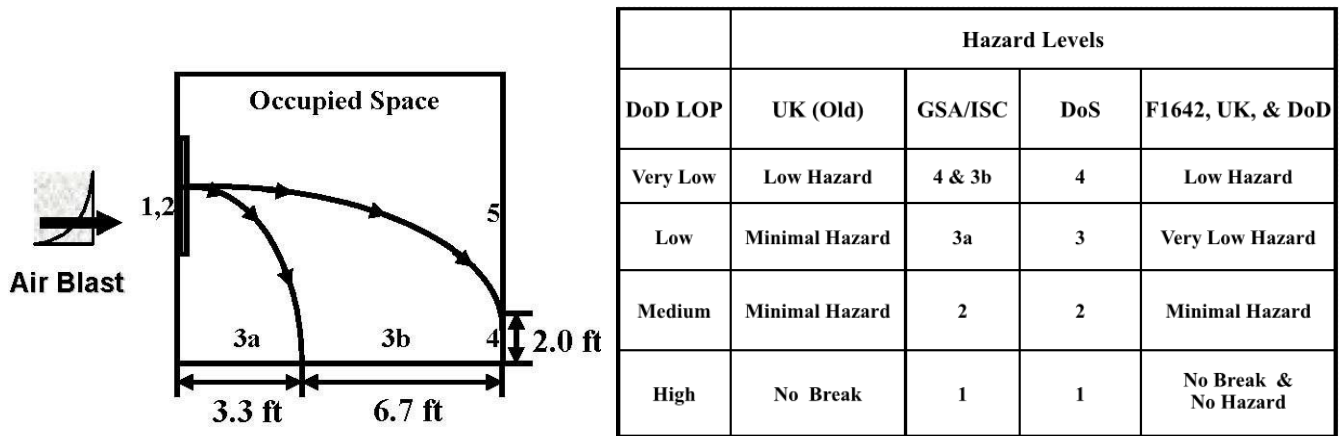 Occupied Space
1,2
5
Air Blast
3a
3b
4
2.0 ft
3.3 ft
6.7 ft
Hazard Levels
DoD LOP UK (Old) GSA/ISC DoS F1642, UK, & DoD
Very Low Low Hazard 4 & 3b 4 Low Hazard
Low Minimal Hazard 3a 3 Very Low Hazard
Medium Minimal Hazard 2 2 Minimal Hazard
High No Break 1 1 No Break &
No Hazard